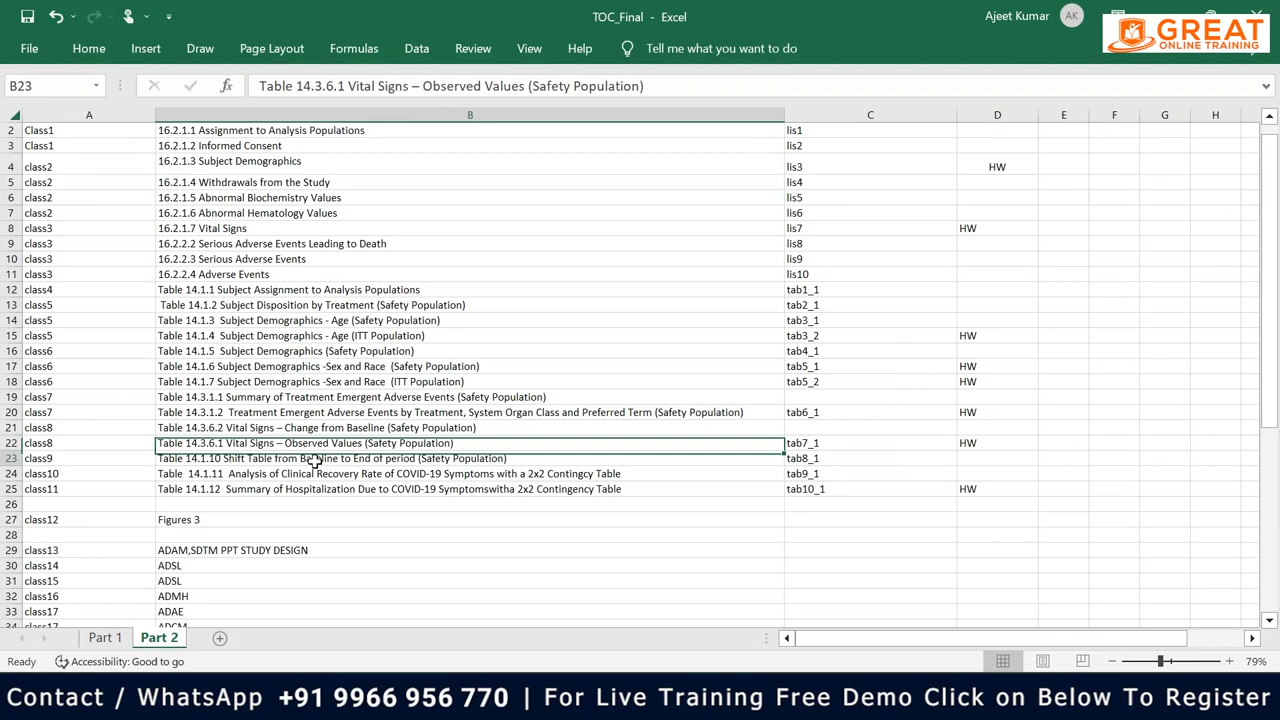 TOC_Final - Excel
Ajeet Kumar AK
GREAT
ONLINE TRAINING
File Home Insert Draw Page Layout Formulas Data Review View Help Tell me what you want to do
B23 fx Table 14.3.6.1 Vital Signs – Observed Values (Safety Population)
A B C D E F G H
2 Class1 16.2.1.1 Assignment to Analysis Populations lis1
3 Class1 16.2.1.2 Informed Consent lis2
4 class2 16.2.1.3 Subject Demographics lis3 HW
5 class2 16.2.1.4 Withdrawals from the Study lis4
6 class2 16.2.1.5 Abnormal Biochemistry Values lis5
7 class2 16.2.1.6 Abnormal Hematology Values lis6
8 class3 16.2.1.7 Vital Signs lis7 HW
9 class3 16.2.2.2 Serious Adverse Events Leading to Death lis8
10 class3 16.2.2.3 Serious Adverse Events lis9
11 class3 16.2.2.4 Adverse Events lis10
12 class4 Table 14.1.1 Subject Assignment to Analysis Populations tab1_1
13 class5 Table 14.1.2 Subject Disposition by Treatment (Safety Population) tab2_1
14 class5 Table 14.1.3 Subject Demographics - Age (Safety Population) tab3_1
15 class5 Table 14.1.4 Subject Demographics - Age (ITT Population) tab3_2 HW
16 class6 Table 14.1.5 Subject Demographics (Safety Population) tab4_1
17 class6 Table 14.1.6 Subject Demographics -Sex and Race (Safety Population) tab5_1 HW
18 class6 Table 14.1.7 Subject Demographics -Sex and Race (ITT Population) tab5_2 HW
19 class7 Table 14.3.1.1 Summary of Treatment Emergent Adverse Events (Safety Population)
20 class7 Table 14.3.1.2 Treatment Emergent Adverse Events by Treatment, System Organ Class and Preferred Term (Safety Population) tab6_1 HW
21 class8 Table 14.3.6.2 Vital Signs – Change from Baseline (Safety Population)
22 class8 Table 14.3.6.1 Vital Signs – Observed Values (Safety Population) tab7_1 HW
23 class9 Table 14.1.10 Shift Table from Baseline to End of period (Safety Population) tab8_1
24 class10 Table 14.1.11 Analysis of Clinical Recovery Rate of COVID-19 Symptoms with a 2x2 Contingcy Table tab9_1
25 class11 Table 14.1.12 Summary of Hospitalization Due to COVID-19 Symptomswitha 2x2 Contingency Table tab10_1 HW
26
27 class12 Figures 3
28
29 class13 ADAM,SDTM PPT STUDY DESIGN
30 class14 ADSL
31 class15 ADSL
32 class16 ADMH
33 class17 ADAE
34 class17 ADCM
Part 1 Part 2
Ready Accessibility: Good to go 79%
Contact / WhatsApp +91 9966 956 770 | For Live Training Free Demo Click on Below To Register